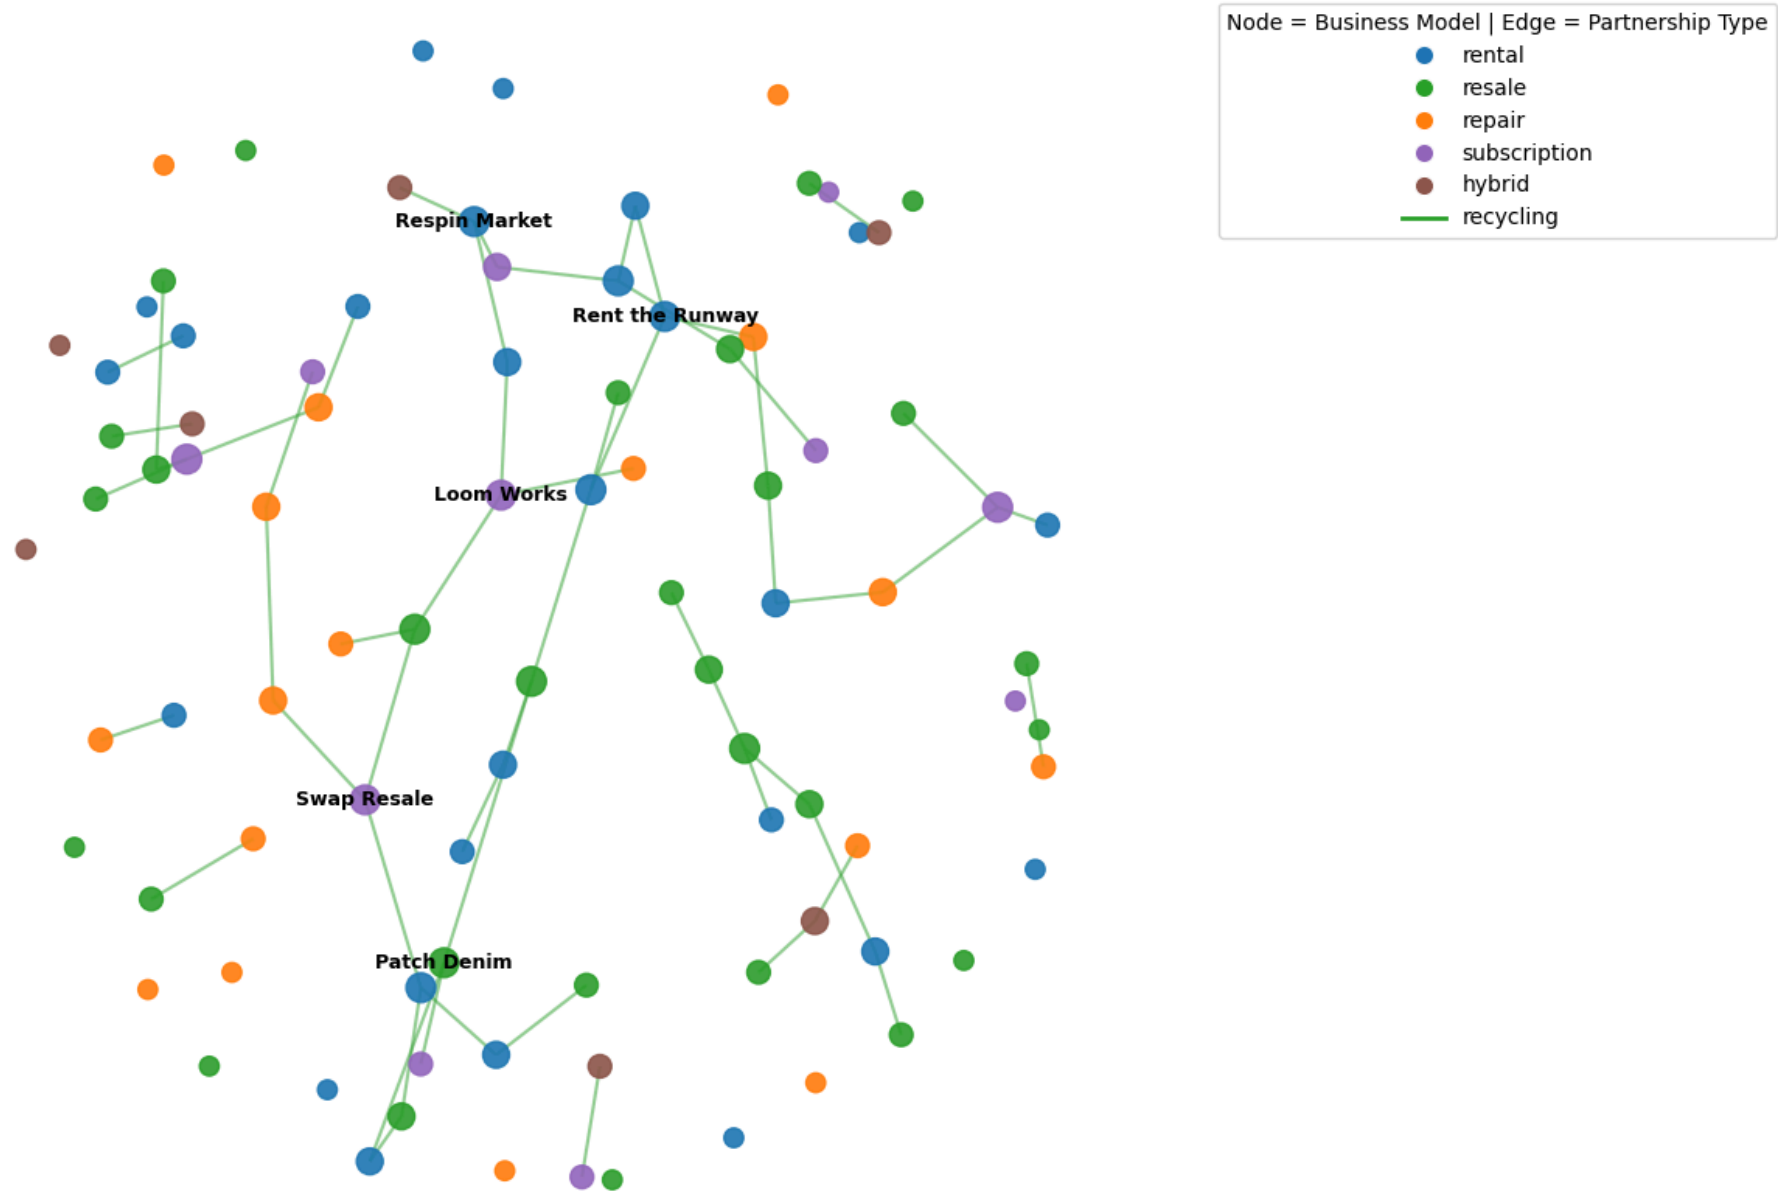 Node = Business Model | Edge = Partnership Type
rental
resale
repair
subscription
hybrid
recycling
Respin Market
Rent the Runway
Loom Works
Swap Resale
Patch Denim